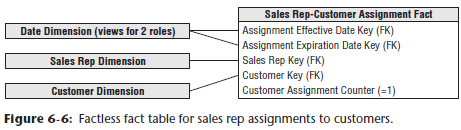 Sales Rep-Customer Assignment Fact
Date Dimension (views for 2 roles)
Assignment Effective Date Key (FK)
Assignment Expiration Date Key (FK)
Sales Rep Dimension
Sales Rep Key (FK)
Customer Key (FK)
Customer Dimension
Customer Assignment Counter (=1)
Figure 6-6: Factless fact table for sales rep assignments to customers.